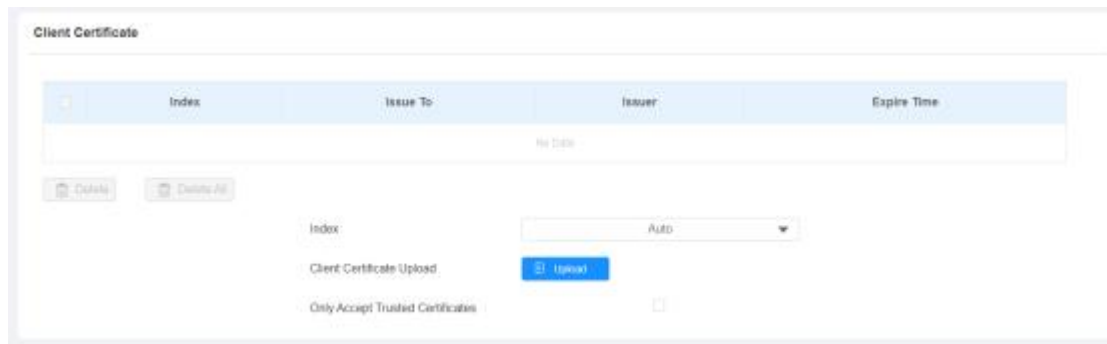 Client Certificate
Index Issue To Issuer Expire Time
No Data
Delete Delete All
Index Auto
Client Certificate Upload Upload
Only Accept Trusted Certificates